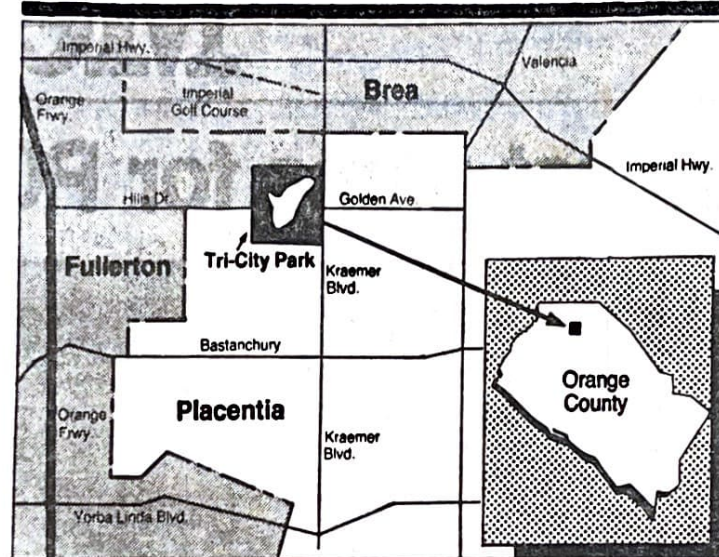 Imperial Hwy.
Valencia
Orange
Frwy.
Imperial
Golf Course
Brea
Imperial Hwy.
Hills Dr.
Golden Ave.
Fullerton
Tri-City Park
Kraemer
Blvd.
Bastanchury
Orange
County
Placentia
Orange
Frwy.
Kraemer
Blvd.
Yorba Linda Blvd.